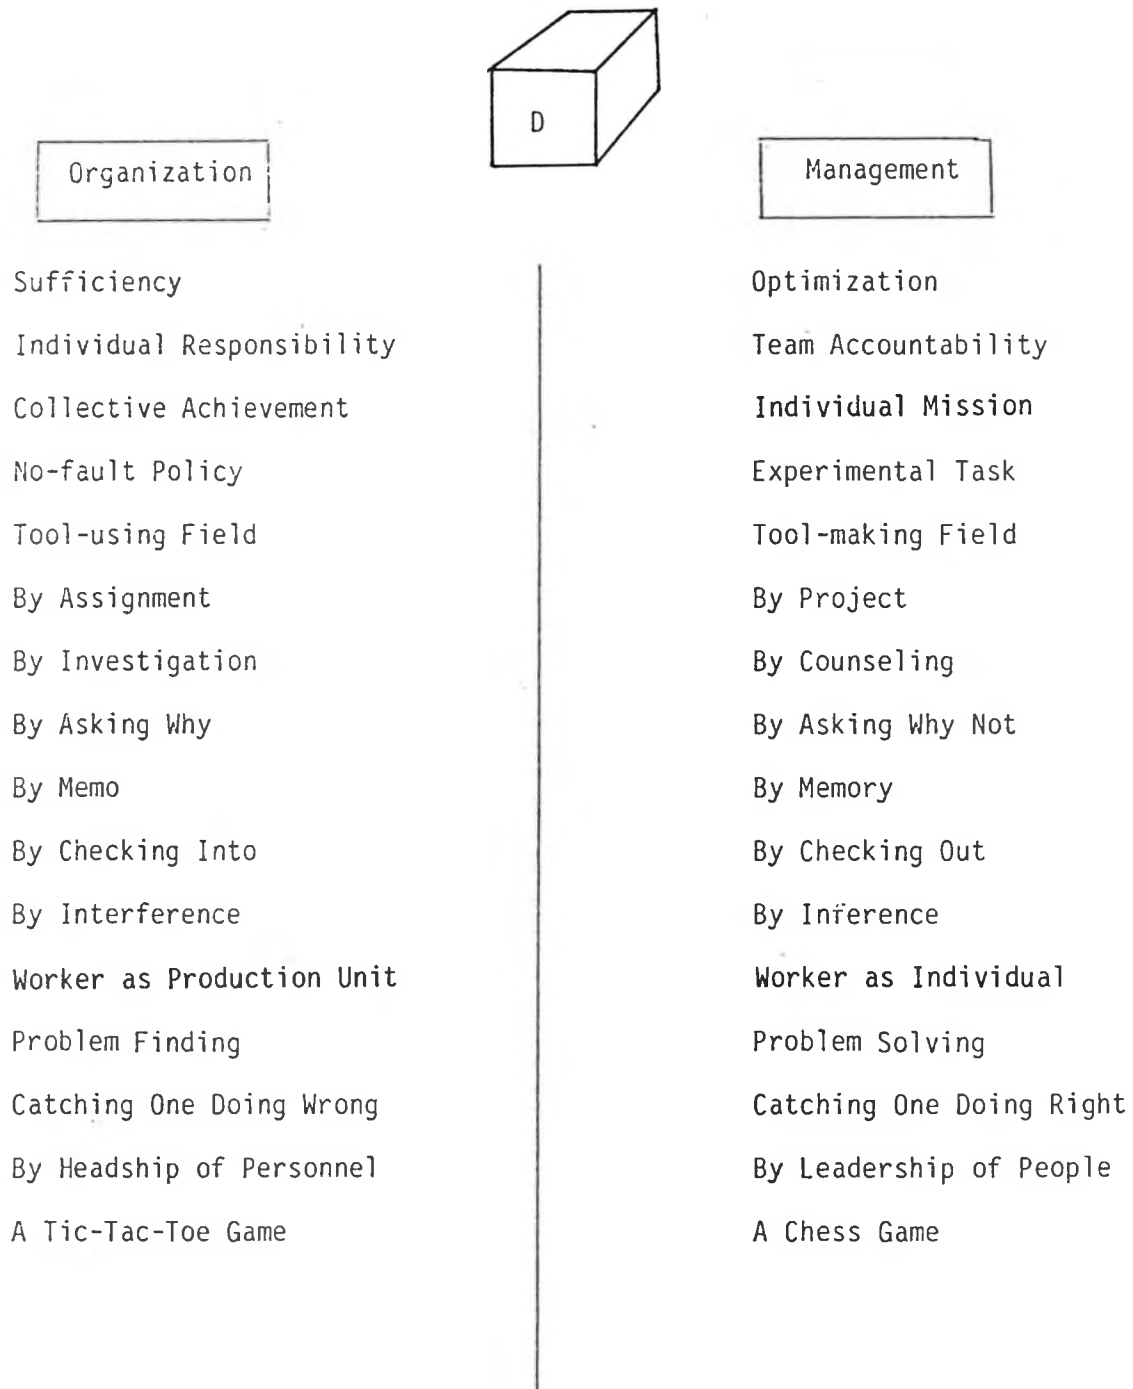 D
Organization
Management
Sufficiency
Optimization
Individual Responsibility
Team Accountability
Collective Achievement
Individual Mission
No-fault Policy
Experimental Task
Tool-using Field
Tool-making Field
By Assignment
By Project
By Investigation
By Counseling
By Asking Why
By Asking Why Not
By Memo
By Memory
By Checking Into
By Checking Out
By Interference
By Inference
Worker as Production Unit
Worker as Individual
Problem Finding
Problem Solving
Catching One Doing Wrong
Catching One Doing Right
By Headship of Personnel
By Leadership of People
A Tic-Tac-Toe Game
A Chess Game